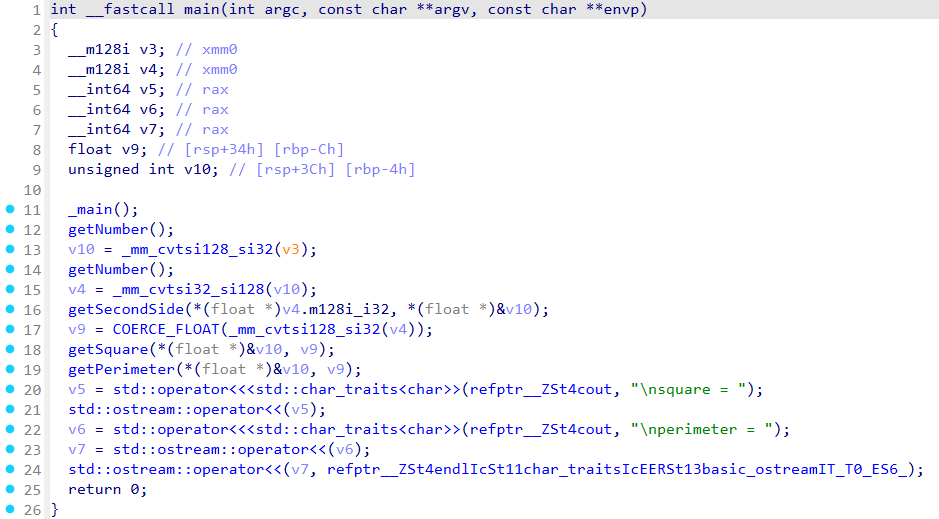 1 int __fastcall main(int argc, const char **argv, const char **envp)
2 {
3   __m128i v3; // xmm0
4   __m128i v4; // xmm0
5   __int64 v5; // rax
6   __int64 v6; // rax
7   __int64 v7; // rax
8   float v9; // [rsp+34h] [rbp-Ch]
9   unsigned int v10; // [rsp+3Ch] [rbp-4h]
10
11   _main();
12   getNumber();
13   v10 = _mm_cvtsi128_si32(v3);
14   getNumber();
15   v4 = _mm_cvtsi32_si128(v10);
16   getSecondSide(*(float *)v4.m128i_i32, *(float *)&v10);
17   v9 = COERCE_FLOAT(_mm_cvtsi128_si32(v4));
18   getSquare(*(float *)&v10, v9);
19   getPerimeter(*(float *)&v10, v9);
20   v5 = std::operator<<<std::char_traits<char>>(refptr__ZSt4cout, "\nsquare = ");
21   std::ostream::operator<<(v5);
22   v6 = std::operator<<<std::char_traits<char>>(refptr__ZSt4cout, "\nperimeter = ");
23   v7 = std::ostream::operator<<(v6);
24   std::ostream::operator<<(v7, refptr__ZSt4endlIcSt11char_traitsIcEERSt13basic_ostreamIT_T0_ES6_);
25   return 0;
26 }